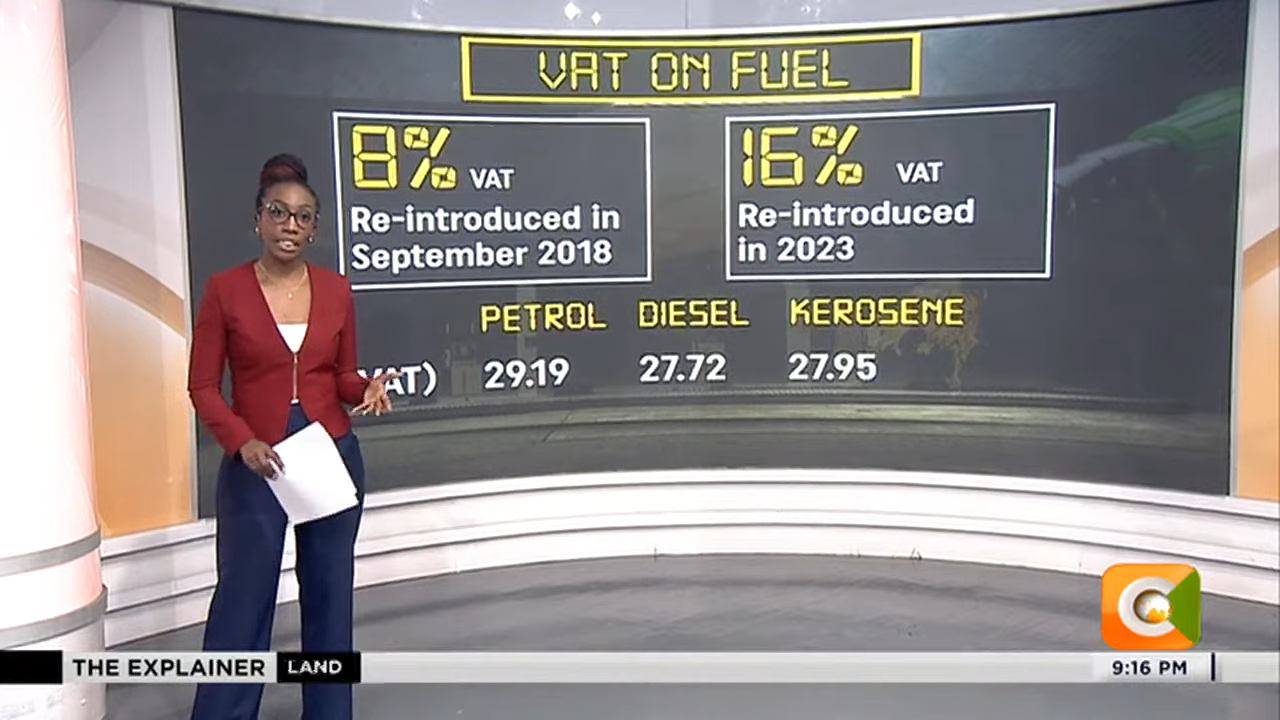 VAT ON FUEL
8% VAT
Re-introduced in
September 2018
16% VAT
Re-introduced
in 2023
PETROL DIESEL KEROSENE
VAT) 29.19 27.72 27.95
THE EXPLAINER LAND
9:16 PM